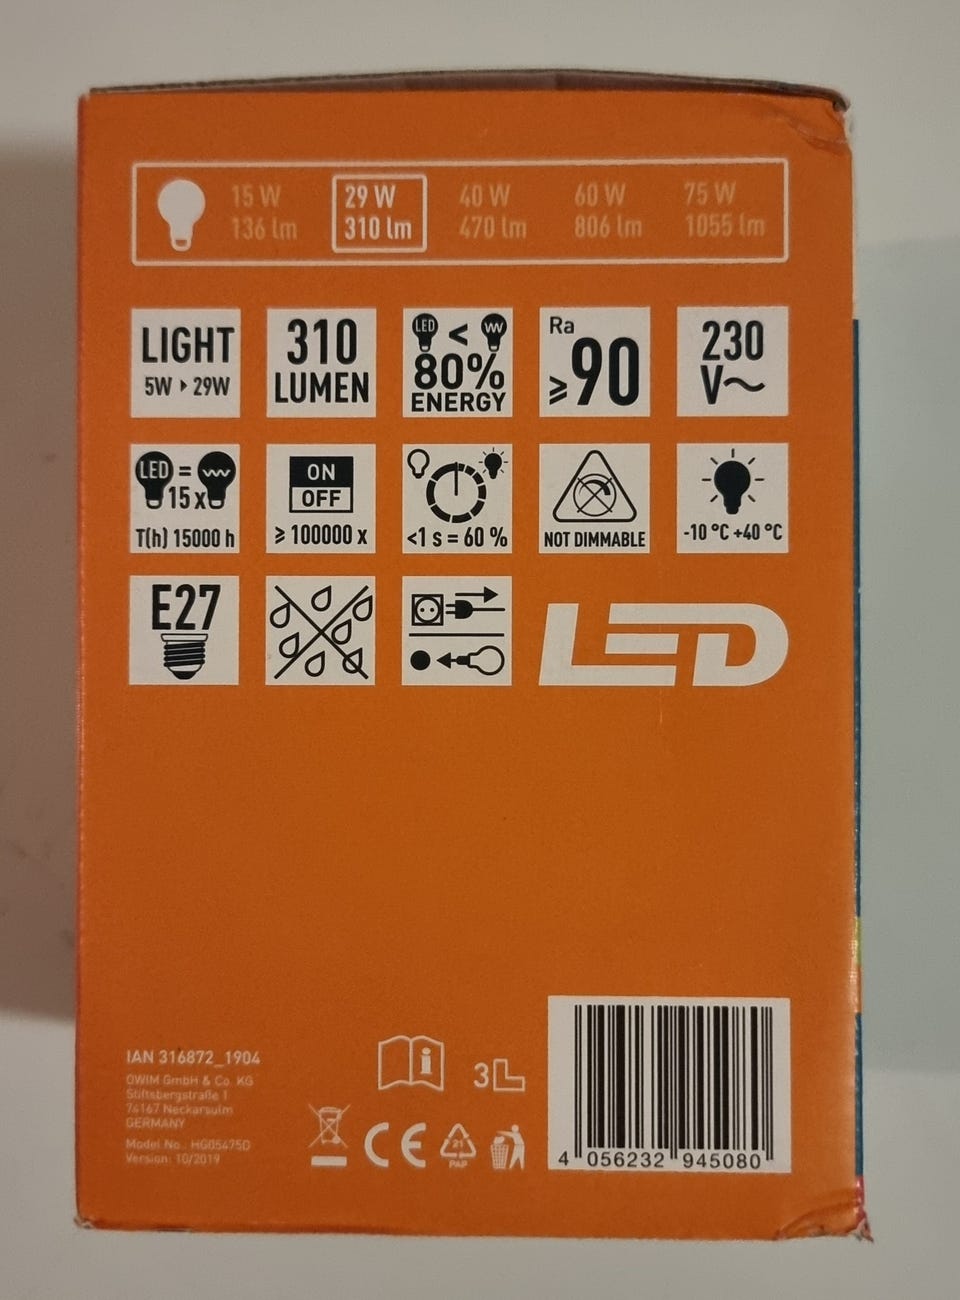 15 W 29 W 40 W 60 W 75 W
136 lm 310 lm 470 lm 806 lm 1055 lm
LIGHT
5W 29W
310
LUMEN
LED <
80%
ENERGY
Ra
≥90
230
V~
LED =
15 x
T(h) 15000 h
ON
OFF
≥ 100000 x
<1 s = 60 %
NOT DIMMABLE
-10 °C +40 °C
E27
LED
IAN 316872_1904
OWIM GmbH & Co. KG
Stiftsbergstraße 1
74167 Neckarsulm
GERMANY
Model No.: HG05475D
Version: 10/2019
i
3L
CE
21
PAP
4 056232 945080